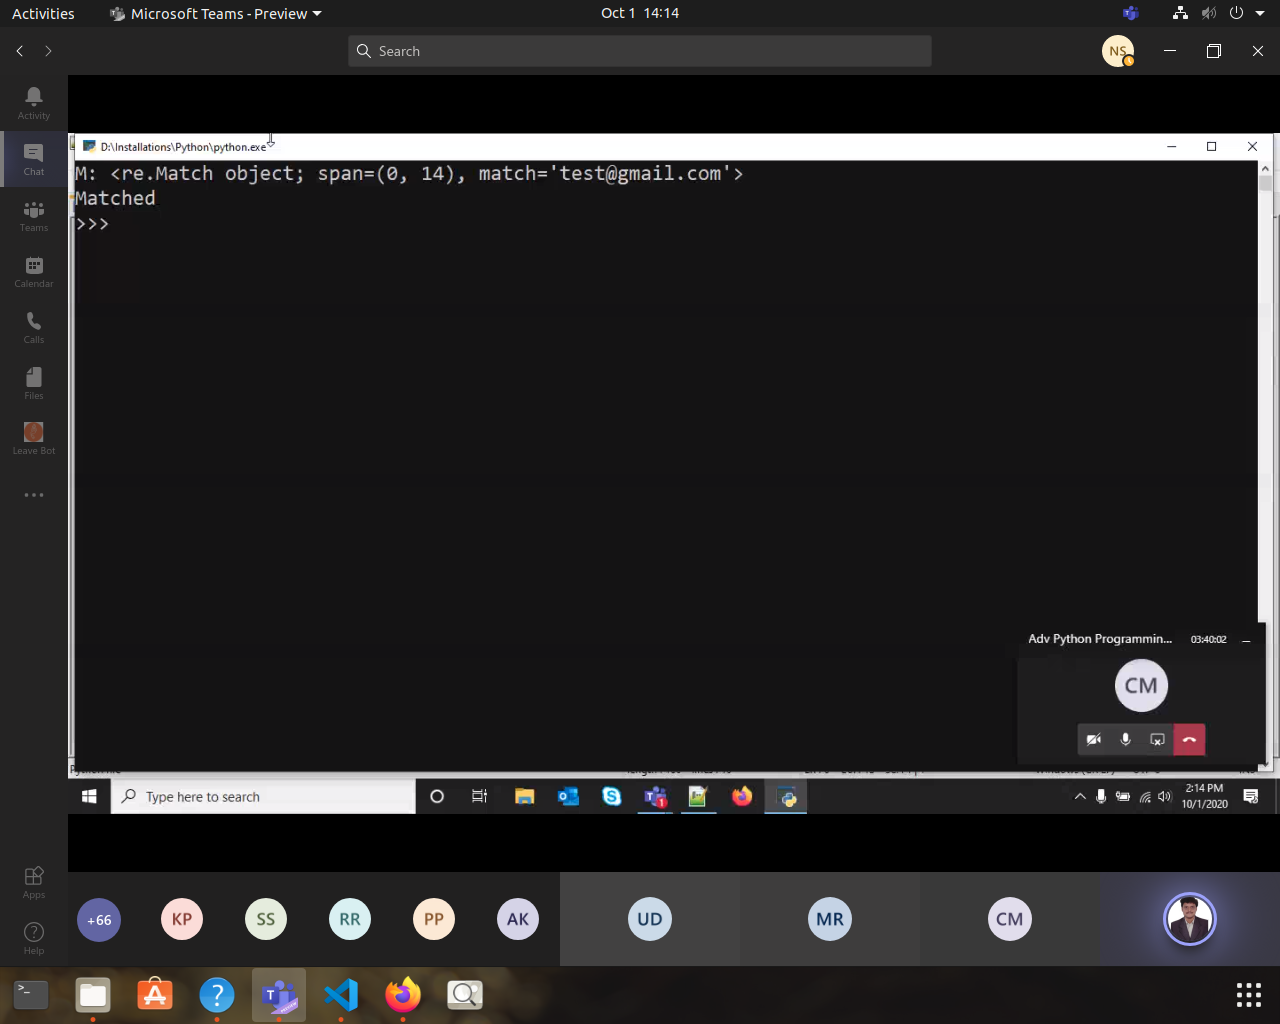 Activities
Microsoft Teams - Preview
Oct 1 14:14
Search
NS
Activity
Chat
Teams
Calendar
Calls
Files
Leave Bot
Apps
Help
D:\Installations\Python\python.exe
M: <re.Match object; span=(0, 14), match='test@gmail.com'>
Matched
>>>
Adv Python Programmin...
03:40:02
CM
Type here to search
1
2:14 PM
10/1/2020
+66
KP
SS
RR
PP
AK
UD
MR
CM